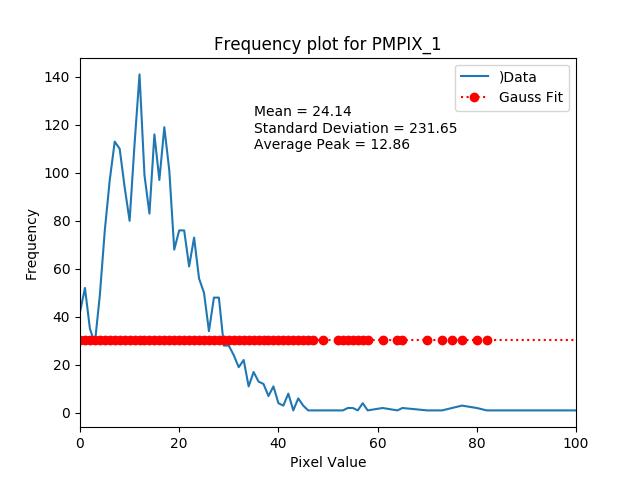 Frequency plot for PMPIX_1
)Data
Gauss Fit
Mean = 24.14
Standard Deviation = 231.65
Average Peak = 12.86
Frequency
140
120
100
80
60
40
20
0
0 20 40 60 80 100
Pixel Value